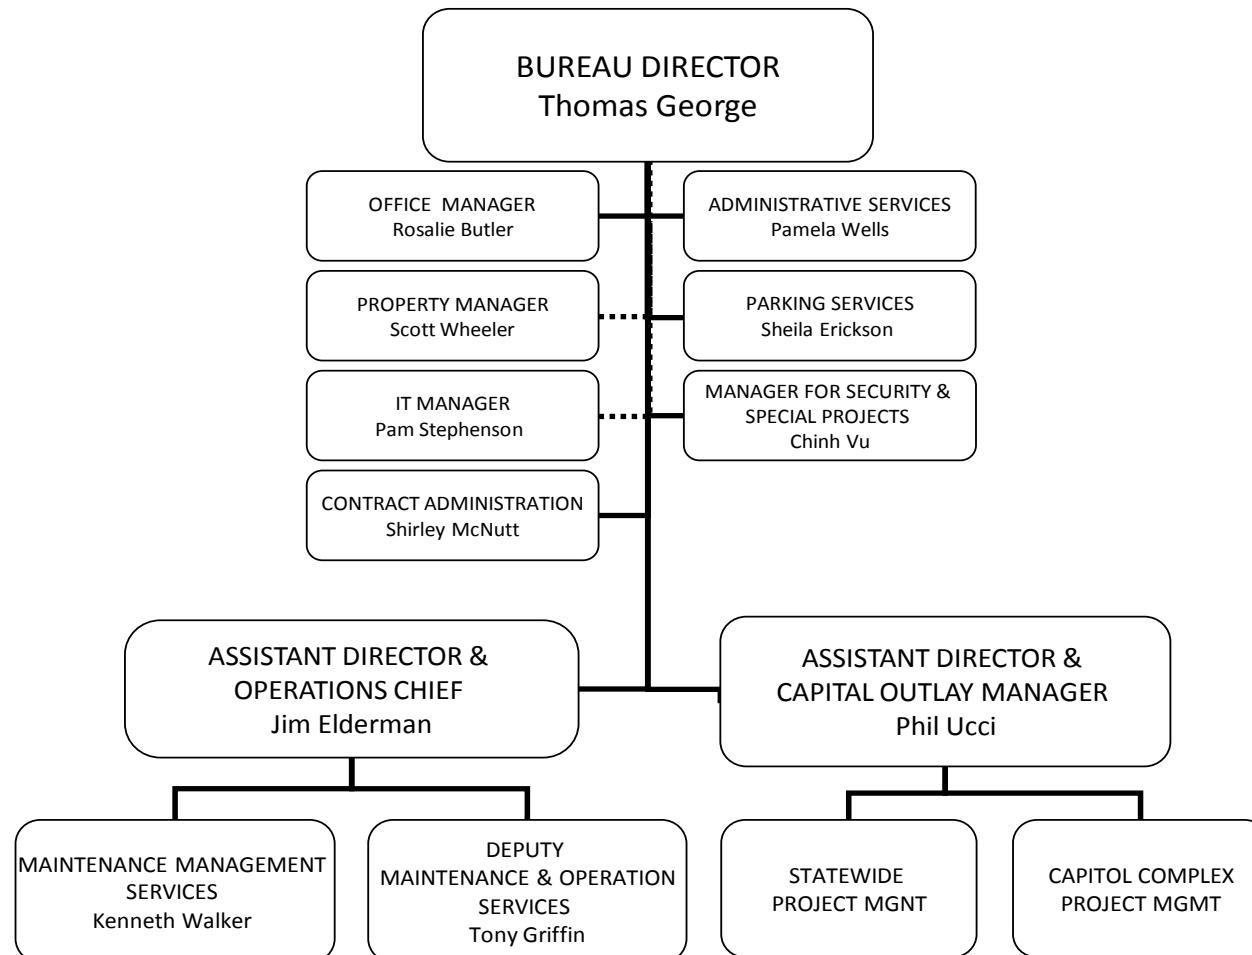 BUREAU DIRECTOR
Thomas George
OFFICE MANAGER
Rosalie Butler
ADMINISTRATIVE SERVICES
Pamela Wells
PROPERTY MANAGER
Scott Wheeler
PARKING SERVICES
Sheila Erickson
IT MANAGER
Pam Stephenson
MANAGER FOR SECURITY &
SPECIAL PROJECTS
Chinh Vu
CONTRACT ADMINISTRATION
Shirley McNutt
ASSISTANT DIRECTOR &
OPERATIONS CHIEF
Jim Elderman
ASSISTANT DIRECTOR &
CAPITAL OUTLAY MANAGER
Phil Ucci
MAINTENANCE MANAGEMENT
SERVICES
Kenneth Walker
DEPUTY
MAINTENANCE & OPERATION
SERVICES
Tony Griffin
STATEWIDE
PROJECT MGNT
CAPITOL COMPLEX
PROJECT MGMT